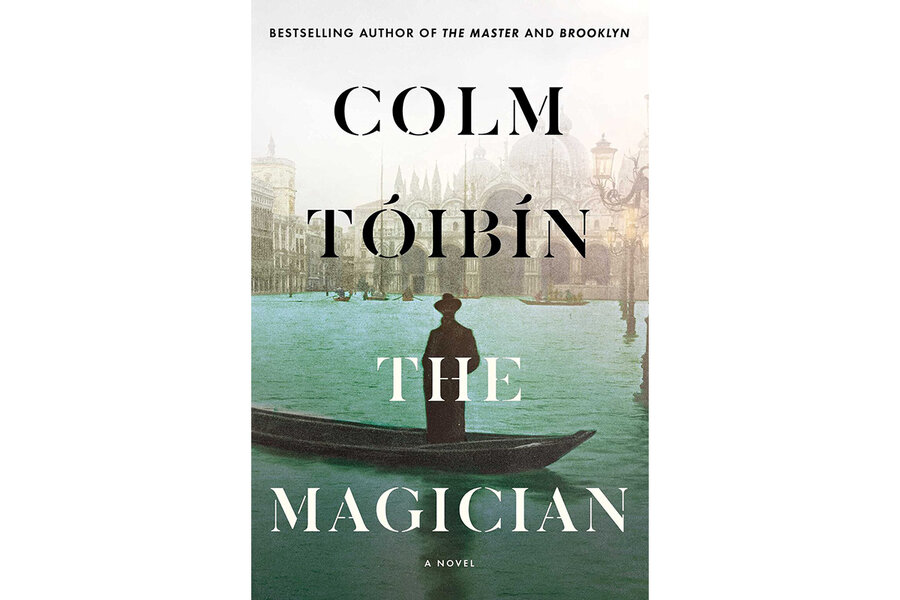 BESTSELLING AUTHOR OF THE MASTER AND BROOKLYN
COLM
TÓIBÍN
THE
MAGICIAN
A NOVEL